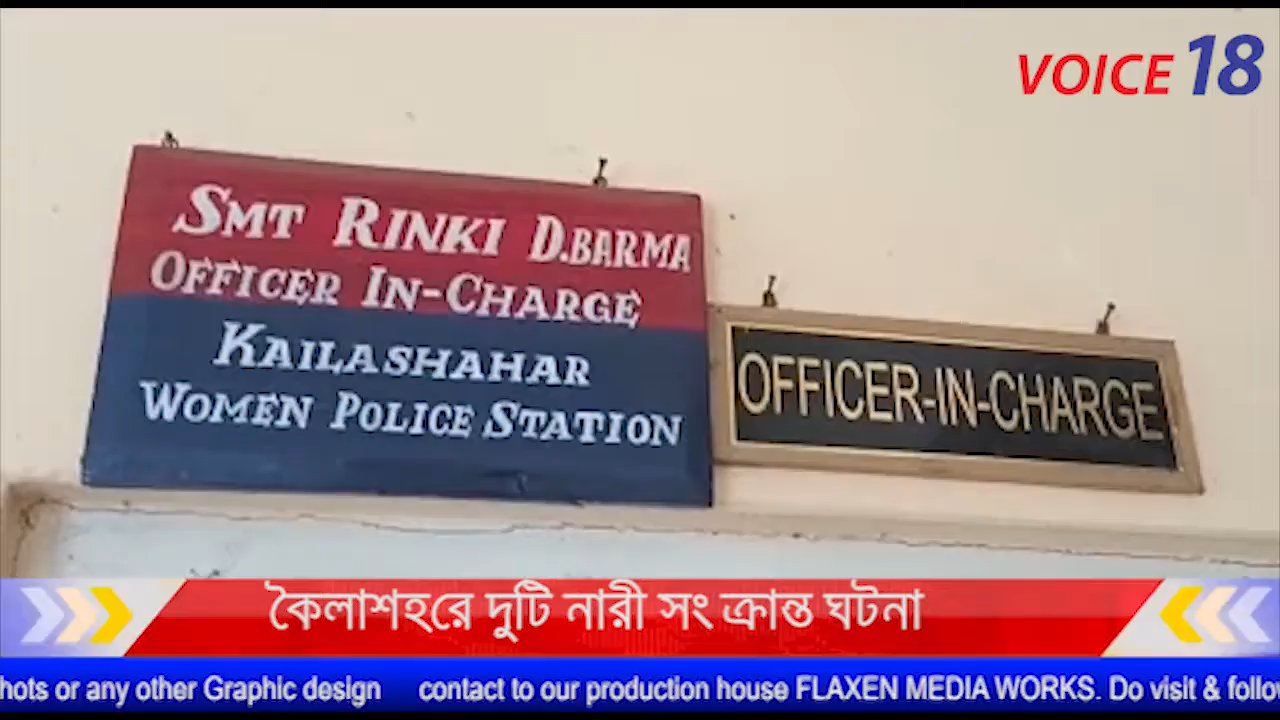 VOICE 18
SMT RINKI D.BARMA
OFFICER IN-CHARGE
KAILASHAHAR
WOMEN POLICE STATION
OFFICER-IN-CHARGE
কৈলাশহরে দুটি নারী সং ক্রান্ত ঘটনা
hots or any other Graphic design contact to our production house FLAXEN MEDIA WORKS. Do visit & follow